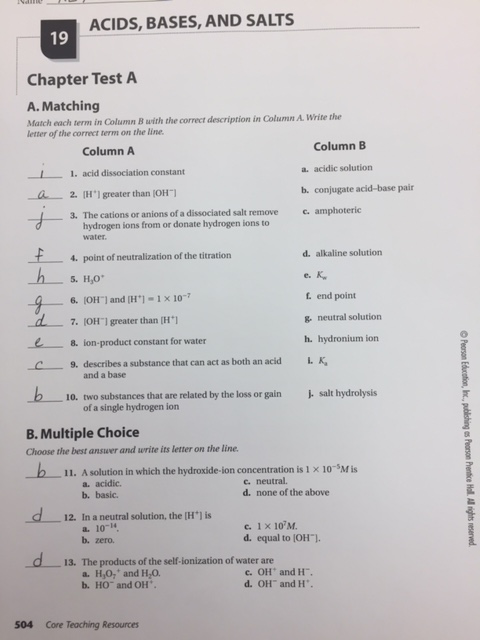 Name
19
ACIDS, BASES, AND SALTS
Chapter Test A
A. Matching
Match each term in Column B with the correct description in Column A. Write the
letter of the correct term on the line.
Column A
Column B
i 1. acid dissociation constant
a. acidic solution
a 2. [H⁺] greater than [OH⁻]
b. conjugate acid–base pair
j 3. The cations or anions of a dissociated salt remove
hydrogen ions from or donate hydrogen ions to
water.
c. amphoteric
f 4. point of neutralization of the titration
d. alkaline solution
h 5. H₃O⁺
e. Kw
g 6. [OH⁻] and [H⁺] = 1 × 10⁻⁷
f. end point
d 7. [OH⁻] greater than [H⁺]
g. neutral solution
e 8. ion-product constant for water
h. hydronium ion
c 9. describes a substance that can act as both an acid
and a base
i. Kₐ
b 10. two substances that are related by the loss or gain
of a single hydrogen ion
j. salt hydrolysis
B. Multiple Choice
Choose the best answer and write its letter on the line.
b 11. A solution in which the hydroxide-ion concentration is 1 × 10⁻⁵M is
a. acidic. c. neutral.
b. basic. d. none of the above
d 12. In a neutral solution, the [H⁺] is
a. 10⁻¹⁴. c. 1 × 10⁷M.
b. zero. d. equal to [OH⁻].
d 13. The products of the self-ionization of water are
a. H₃O₂⁺ and H₂O. c. OH⁺ and H⁻.
b. HO⁻ and OH⁺. d. OH⁻ and H⁺.
504 Core Teaching Resources
© Pearson Education, Inc., publishing as Pearson Prentice Hall. All rights reserved.